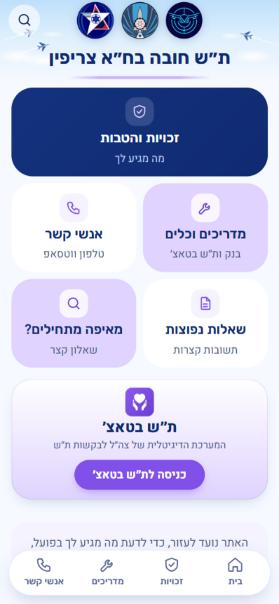 ת״ש חובה בח״א צריפין
זכויות והטבות
מה מגיע לך
מדריכים וכלים
בנק ות״ש בטאצ׳
אנשי קשר
טלפון ווטסאפ
שאלות נפוצות
תשובות קצרות
מאיפה מתחילים?
שאלון קצר
ת״ש בטאצ׳
המערכת הדיגיטלית של צה״ל לבקשות ת״ש
כניסה לת״ש בטאצ׳
האתר נועד לעזור, כדי לדעת מה מגיע לך בפועל,
בית
זכויות
מדריכים
אנשי קשר